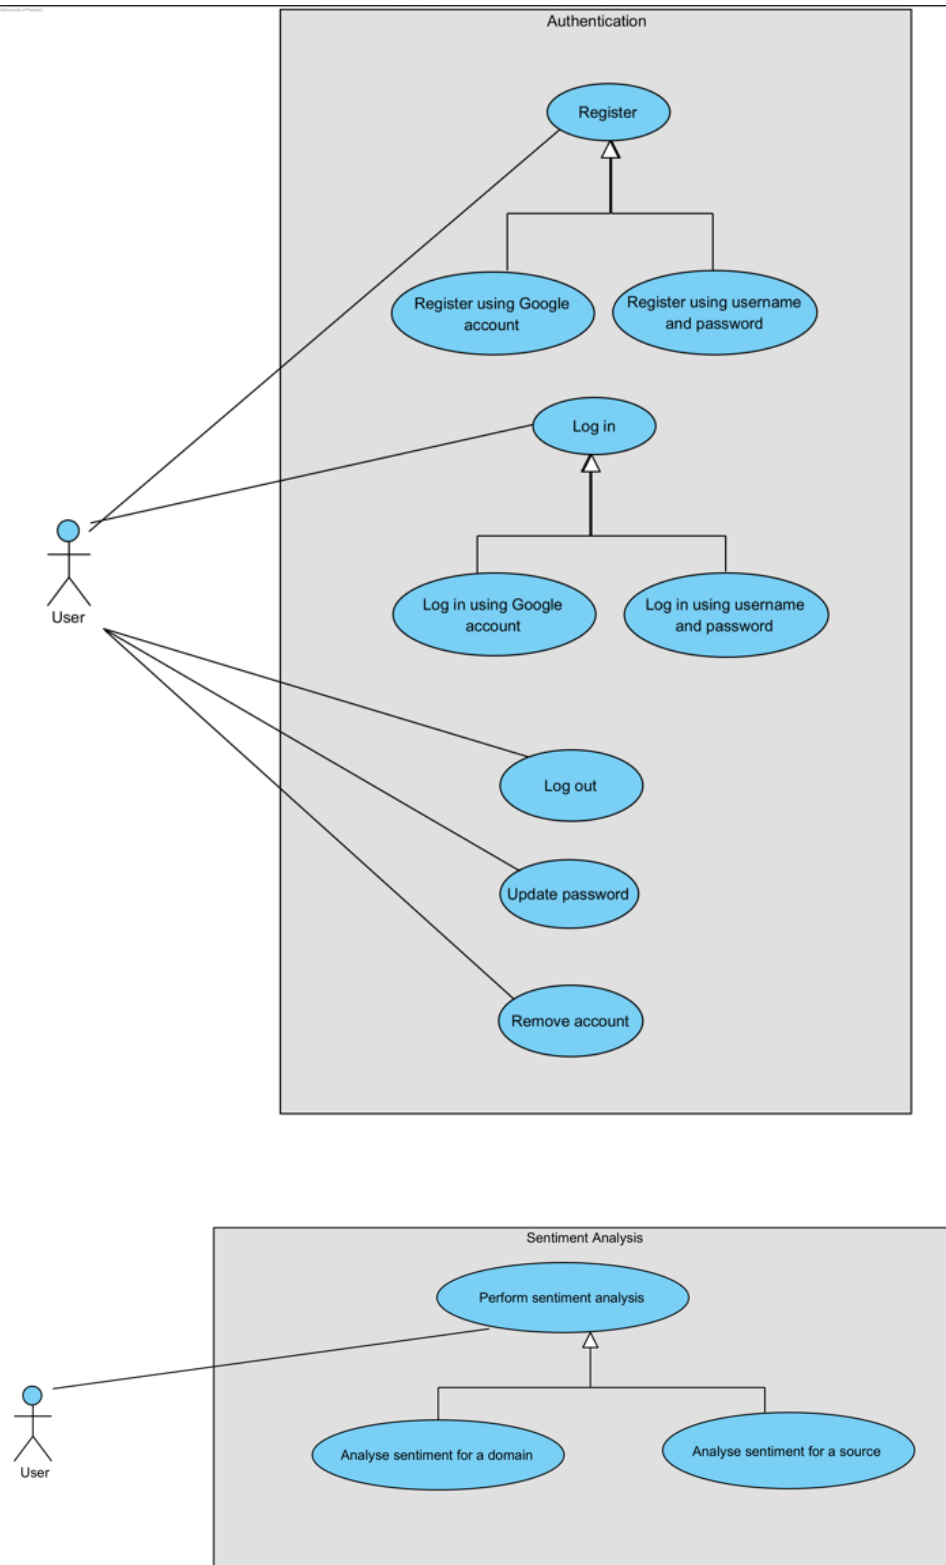 Authentication
Register
Register using Google
account
Register using username
and password
Log in
Log in using Google
account
Log in using username
and password
User
Log out
Update password
Remove account
Sentiment Analysis
Perform sentiment analysis
Analyse sentiment for a domain
Analyse sentiment for a source
User